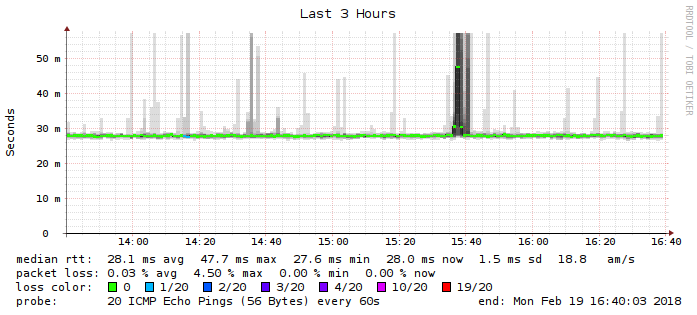 Last 3 Hours
RRDTOOL / TOBI OETIKER
Seconds
50 m
40 m
30 m
20 m
10 m
0
14:00 14:20 14:40 15:00 15:20 15:40 16:00 16:20 16:40
median rtt: 28.1 ms avg 47.7 ms max 27.6 ms min 28.0 ms now 1.5 ms sd 18.8 am/s
packet loss: 0.03 % avg 4.50 % max 0.00 % min 0.00 % now
loss color: 0 1/20 2/20 3/20 4/20 10/20 19/20
probe: 20 ICMP Echo Pings (56 Bytes) every 60s end: Mon Feb 19 16:40:03 2018